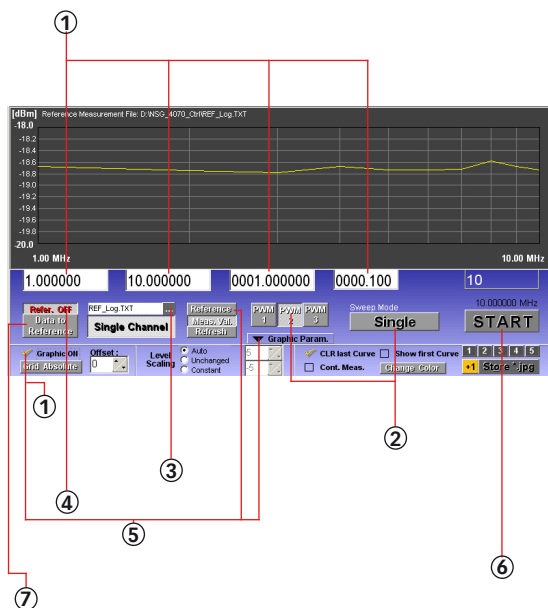 1
[dBm] Reference Measurement File: D:\NSG_4070_Ctrl\REF_Log.TXT
-18.0
-18.2
-18.4
-18.6
-18.8
-19.0
-19.2
-19.4
-19.6
-19.8
-20.0
1.00 MHz 10.00 MHz
1.000000 10.000000 0001.000000 0000.100 10
Refer. OFF REF_Log.TXT ... Reference PWM 1 PWM 2 PWM 3 Sweep Mode 10.000000 MHz
Data to Reference Single Channel Meas. Val. Refresh Single START
Graphic Param.
Graphic ON Offset : Level Scaling Auto 5 CLR last Curve Show first Curve 1 2 3 4 5
Unchanged
Grid Absolute 0 Constant -5 Cont. Meas. Change Color +1 Store *.jpg
1
2
3
4
5
6
7